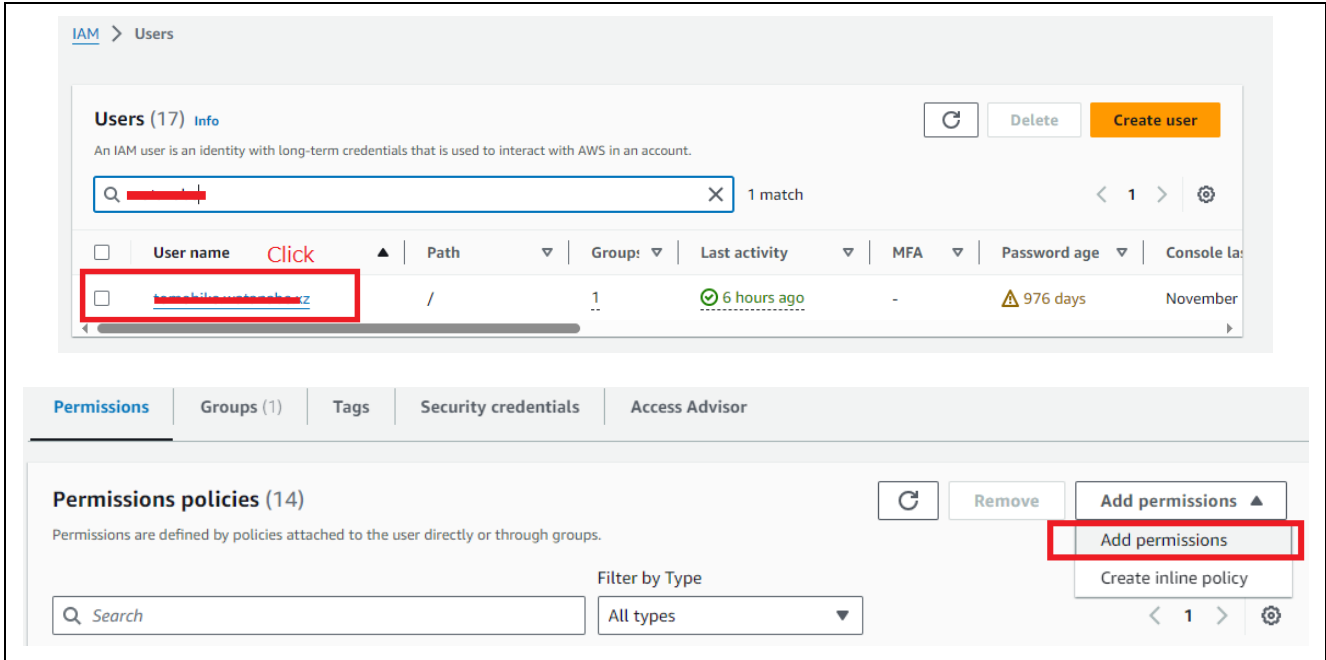 IAM > Users
Users (17) Info
Delete
Create user
An IAM user is an identity with long-term credentials that is used to interact with AWS in an account.
1 match
1
User name
Click
Path
Groups
Last activity
MFA
Password age
Console las
/
1
6 hours ago
-
976 days
November
Permissions
Groups (1)
Tags
Security credentials
Access Advisor
Permissions policies (14)
Remove
Add permissions
Permissions are defined by policies attached to the user directly or through groups.
Add permissions
Filter by Type
Create inline policy
Search
All types
1